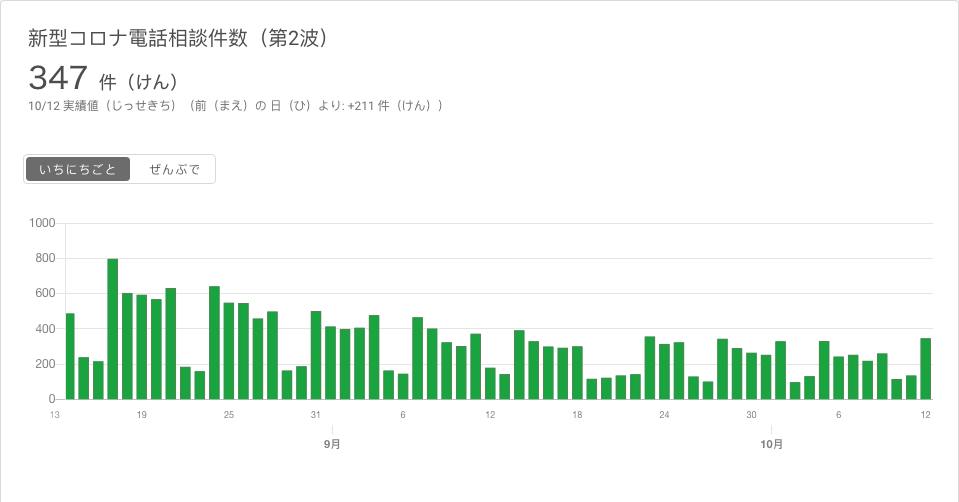 新型コロナ電話相談件数（第2波）
347 件（けん）
10/12 実績値（じっせきち）（前（まえ）の 日（ひ）より: +211 件（けん））
いちにちごと ぜんぶで
1000
800
600
400
200
0
13 19 25 31 6 12 18 24 30 6 12
9月 10月